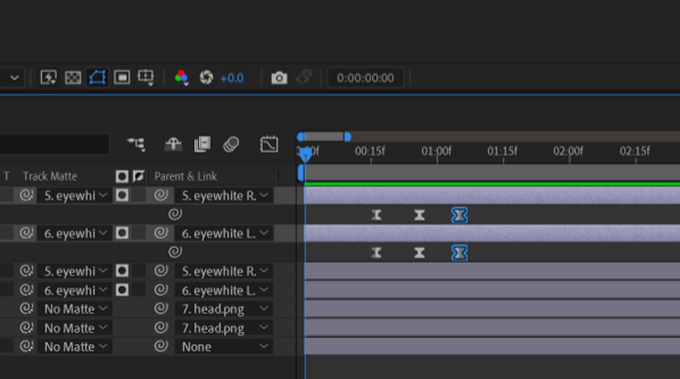 +0.0 0:00:00:00
:00f 00:15f 01:00f 01:15f 02:00f 02:15f
T Track Matte Parent & Link
5. eyewhi 5. eyewhite R.
6. eyewhi 6. eyewhite L.
5. eyewhi 5. eyewhite R.
6. eyewhi 6. eyewhite L.
No Matte 7. head.png
No Matte 7. head.png
No Matte None